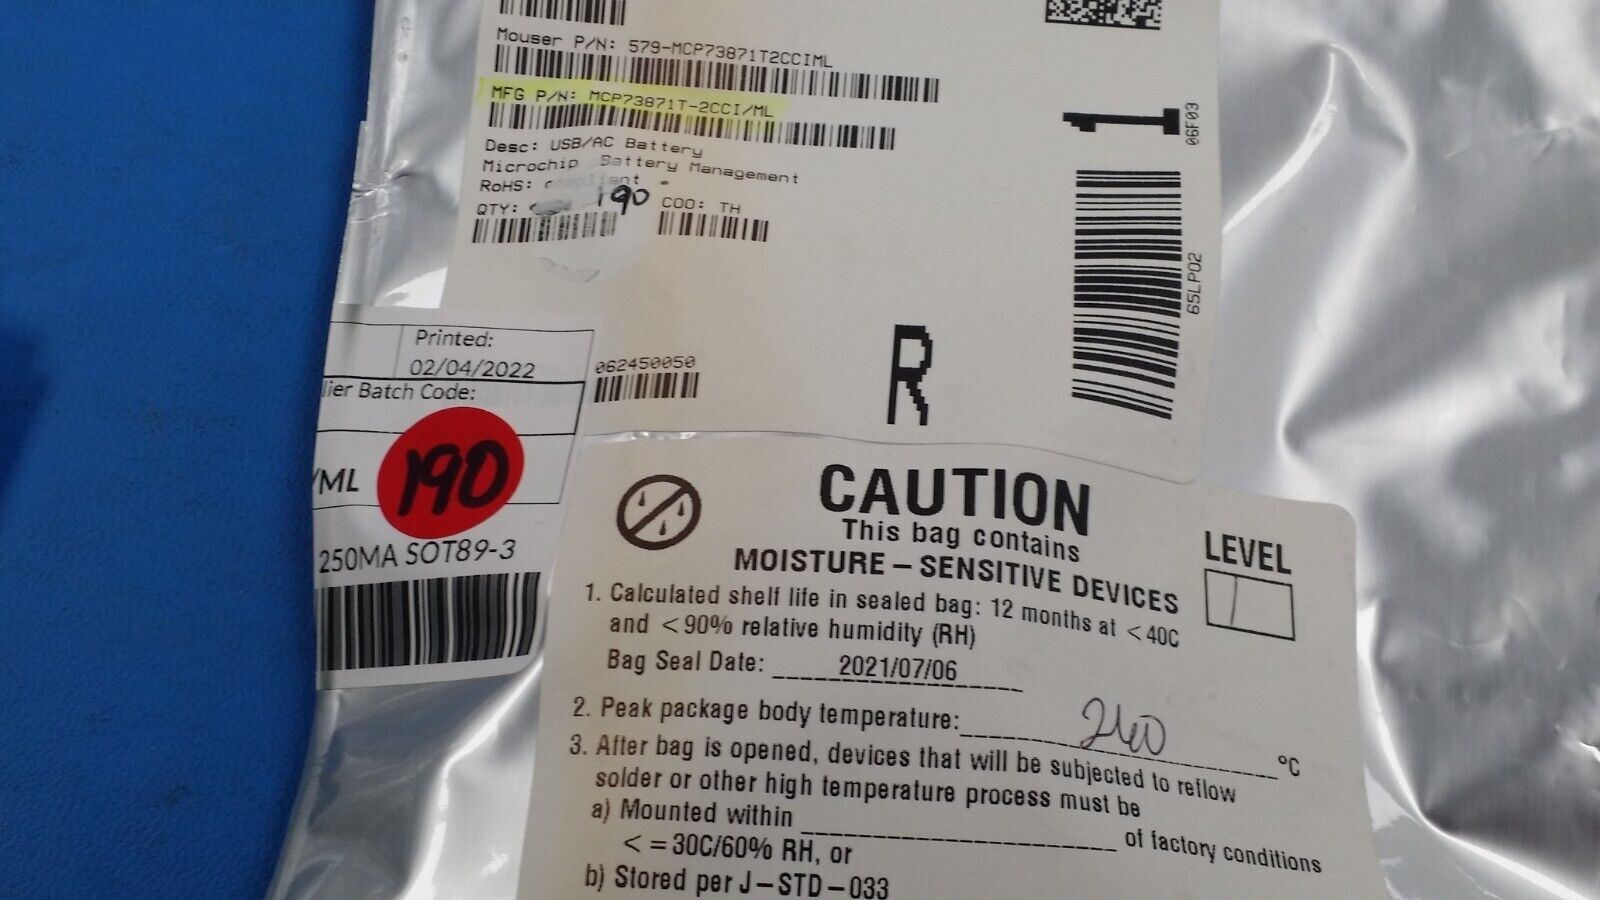 Mouser P/N: 579-MCP73871T2CCIML
MFG P/N: MCP73871T-2CCI/ML
Desc: USB/AC Battery
Microchip Battery Management
RoHS: compliant
QTY: 190 COO: TH
1
06F03
65LP02
062450050
R
Printed:
02/04/2022
lier Batch Code:
/ML
190
250MA SOT89-3
CAUTION
This bag contains
MOISTURE – SENSITIVE DEVICES
LEVEL
1
1. Calculated shelf life in sealed bag: 12 months at < 40C
and < 90% relative humidity (RH)
Bag Seal Date: 2021/07/06
2. Peak package body temperature: 260 °C
3. After bag is opened, devices that will be subjected to reflow
solder or other high temperature process must be
a) Mounted within ____ of factory conditions
< = 30C/60% RH, or
b) Stored per J – STD – 033